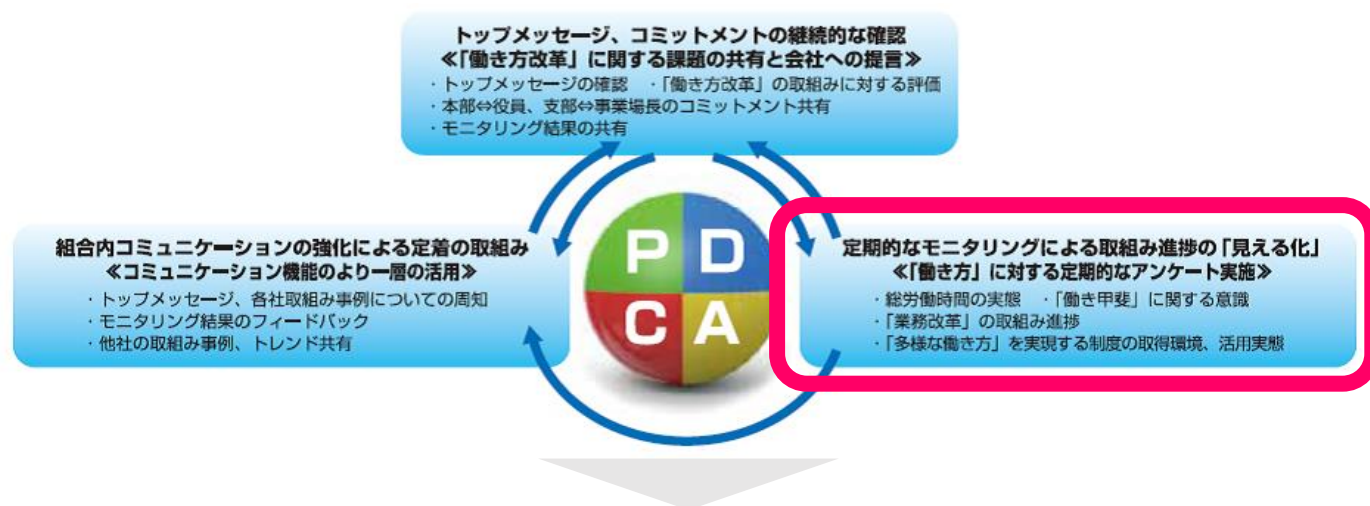 トップメッセージ、コミットメントの継続的な確認
≪「働き方改革」に関する課題の共有と会社への提言≫
・トップメッセージの確認　・「働き方改革」の取組みに対する評価
・本部⇔役員、支部⇔事業場長のコミットメント共有
・モニタリング結果の共有
組合内コミュニケーションの強化による定着の取組み
≪コミュニケーション機能のより一層の活用≫
・トップメッセージ、各社取組み事例についての周知
・モニタリング結果のフィードバック
・他社の取組み事例、トレンド共有
P D
C A
定期的なモニタリングによる取組み進捗の「見える化」
≪「働き方」に対する定期的なアンケート実施≫
・総労働時間の実態　・「働き甲斐」に関する意識
・「業務改革」の取組み進捗
・「多様な働き方」を実現する制度の取得環境、活用実態